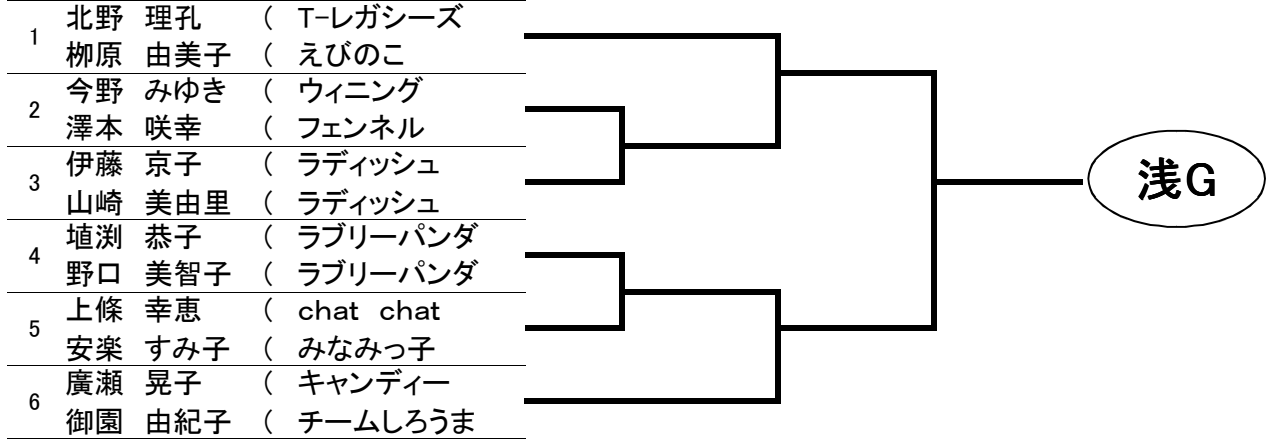 1
北野 理孔 ( T-レガシーズ
栁原 由美子 ( えびのこ
2
今野 みゆき ( ウィニング
澤本 咲幸 ( フェンネル
3
伊藤 京子 ( ラディッシュ
山崎 美由里 ( ラディッシュ
4
埴渕 恭子 ( ラブリーパンダ
野口 美智子 ( ラブリーパンダ
5
上條 幸恵 ( chat chat
安楽 すみ子 ( みなみっ子
6
廣瀬 晃子 ( キャンディー
御園 由紀子 ( チームしろうま
浅G